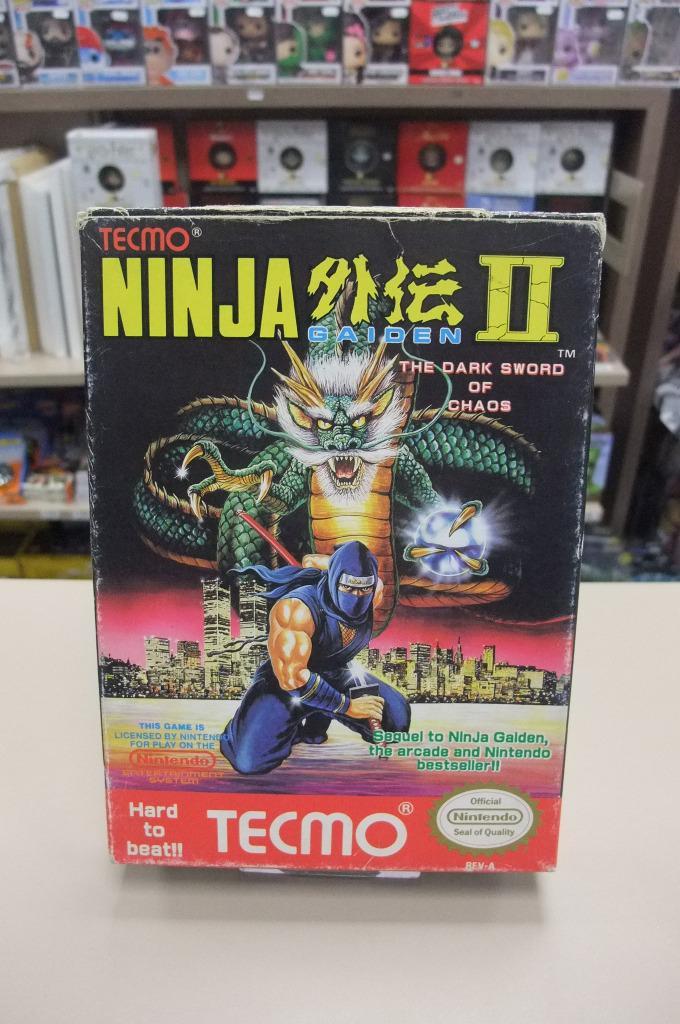 TECMO®
NINJA 外伝 II
GAIDEN
TM
THE DARK SWORD
OF
CHAOS
THIS GAME IS
LICENSED BY NINTENDO
FOR PLAY ON THE
Nintendo
ENTERTAINMENT
SYSTEM
Sequel to Ninja Gaiden,
the arcade and Nintendo
bestseller!!
Hard
to
beat!!
TECMO®
Official
Nintendo
Seal of Quality
REV-A